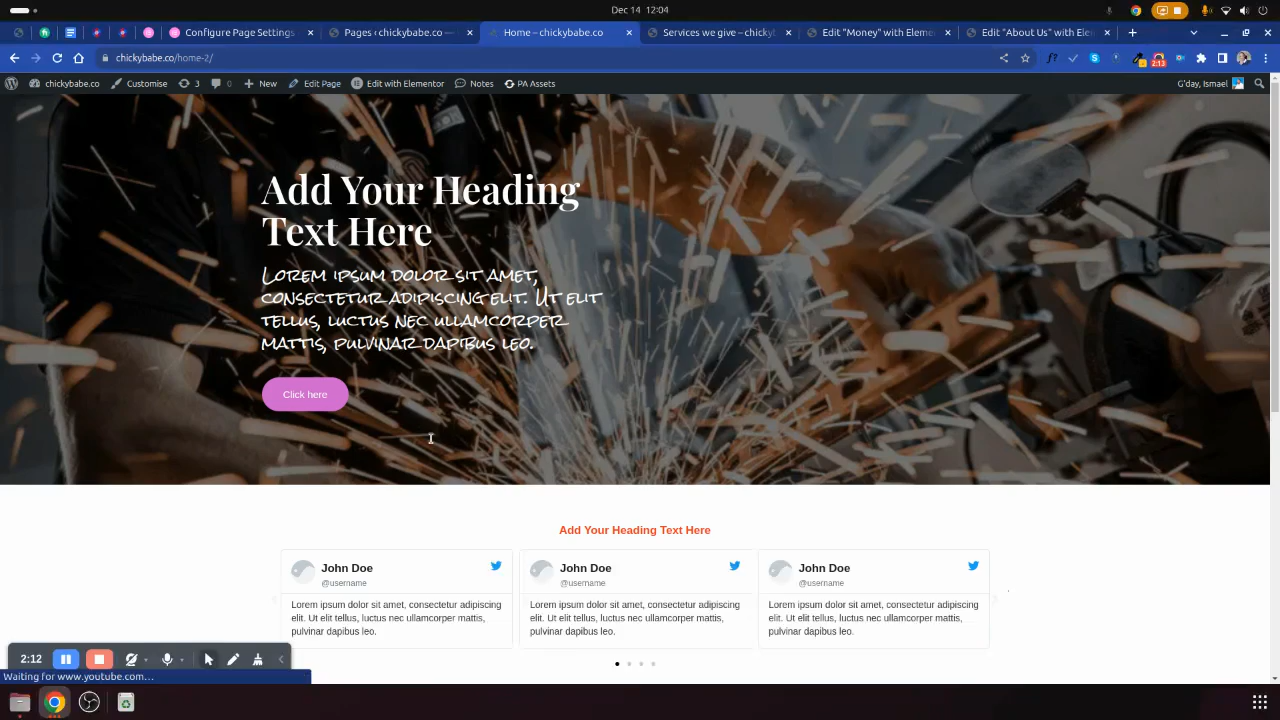 Dec 14 12:04
Configure Page Settings
Pages ‹ chickybabe.co —
Home – chickybabe.co
Services we give – chickyb
Edit "Money" with Eleme
Edit "About Us" with Ele
chickybabe.co/home-2/
2:13
chickybabe.co
Customise
3
0
New
Edit Page
Edit with Elementor
Notes
PA Assets
G'day, Ismael
Add Your Heading
Text Here
Lorem ipsum dolor sit amet,
consectetur adipiscing elit. Ut elit
tellus, luctus nec ullamcorper
mattis, pulvinar dapibus leo.
Click here
Add Your Heading Text Here
John Doe
@username
Lorem ipsum dolor sit amet, consectetur adipiscing
elit. Ut elit tellus, luctus nec ullamcorper mattis,
pulvinar dapibus leo.
John Doe
@username
Lorem ipsum dolor sit amet, consectetur adipiscing
elit. Ut elit tellus, luctus nec ullamcorper mattis,
pulvinar dapibus leo.
John Doe
@username
Lorem ipsum dolor sit amet, consectetur adipiscing
elit. Ut elit tellus, luctus nec ullamcorper mattis,
pulvinar dapibus leo.
2:12
Waiting for www.youtube.com...